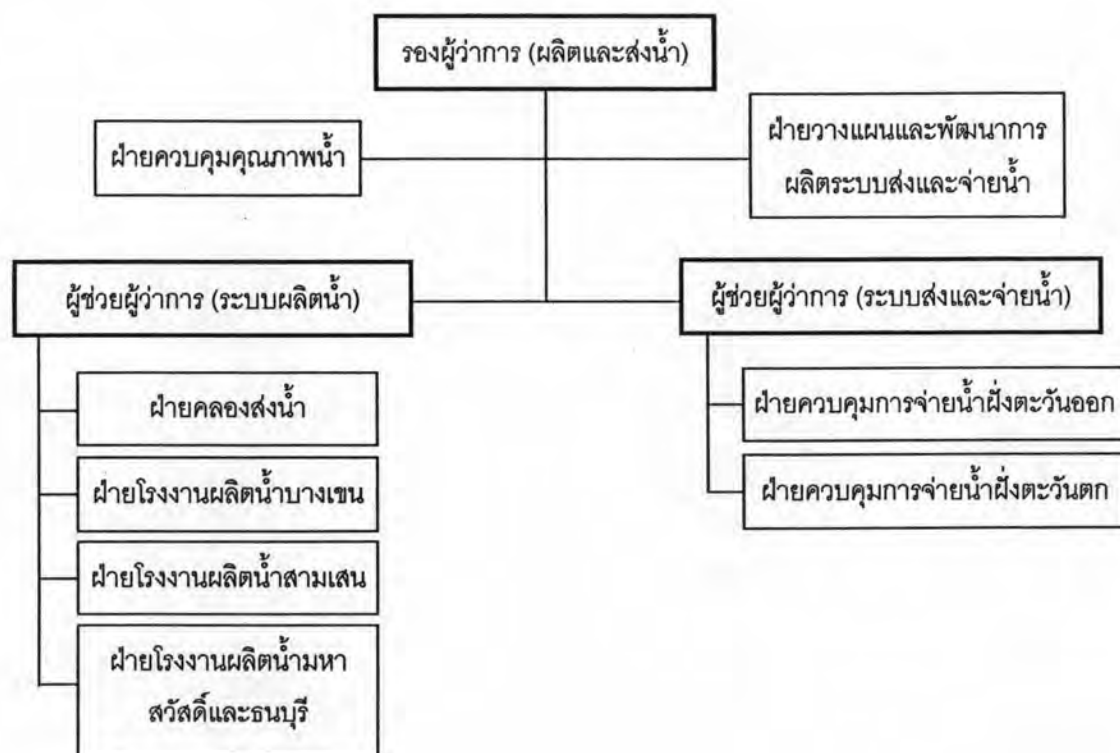 รองผู้ว่าการ (ผลิตและส่งน้ำ)
ฝ่ายควบคุมคุณภาพน้ำ
ฝ่ายวางแผนและพัฒนาการ
ผลิตระบบส่งและจ่ายน้ำ
ผู้ช่วยผู้ว่าการ (ระบบผลิตน้ำ)
ผู้ช่วยผู้ว่าการ (ระบบส่งและจ่ายน้ำ)
ฝ่ายคลองส่งน้ำ
ฝ่ายโรงงานผลิตน้ำบางเขน
ฝ่ายโรงงานผลิตน้ำสามเสน
ฝ่ายโรงงานผลิตน้ำมหา
สวัสดิ์และธนบุรี
ฝ่ายควบคุมการจ่ายน้ำฝั่งตะวันออก
ฝ่ายควบคุมการจ่ายน้ำฝั่งตะวันตก